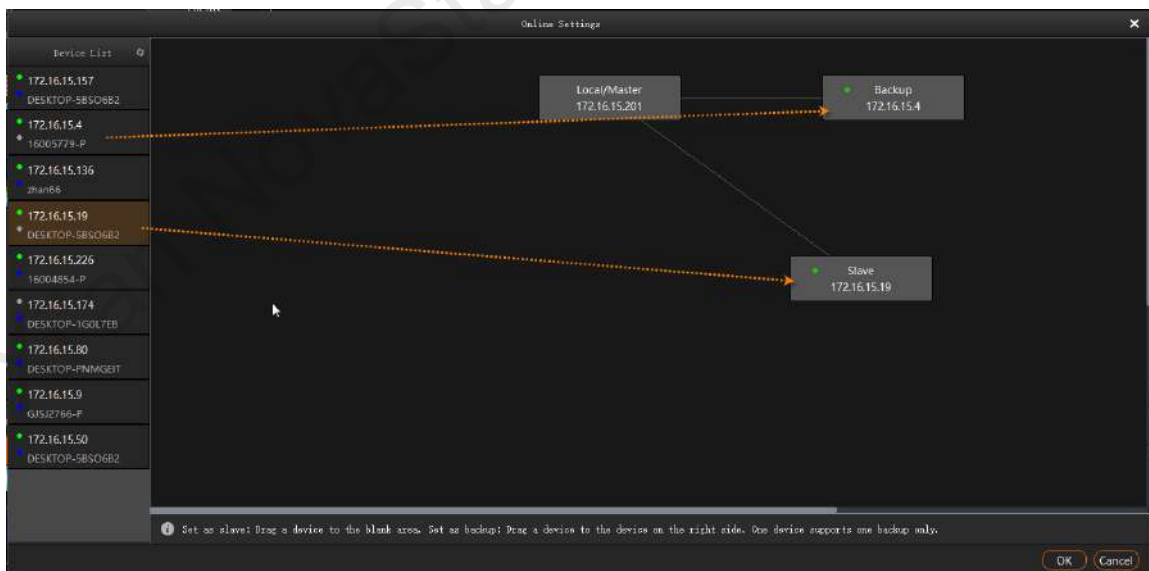 Online Settings
Device List
172.16.15.157
DESKTOP-5BSO6B2
172.16.15.4
16005779-P
172.16.15.136
zhan66
172.16.15.19
DESKTOP-5BSO6B2
172.16.15.226
16004854-P
172.16.15.174
DESKTOP-1G0L7EB
172.16.15.80
DESKTOP-PNMGEIT
172.16.15.9
GJSJ2766-P
172.16.15.50
DESKTOP-5BSO6B2
Local/Master
172.16.15.201
Backup
172.16.15.4
Slave
172.16.15.19
Set as slave: Drag a device to the blank area. Set as backup: Drag a device to the device on the right side. One device supports one backup only.
OK
Cancel